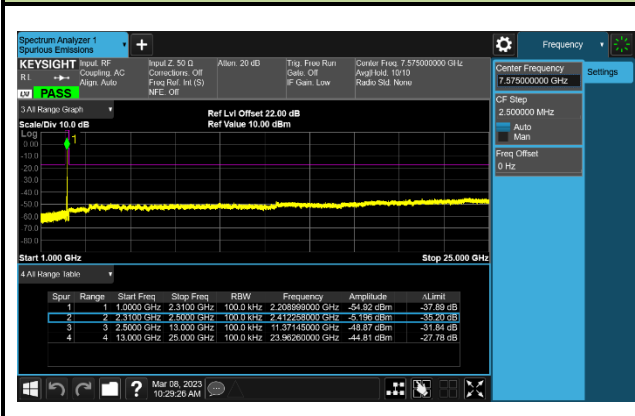 Spectrum Analyzer 1
Spurious Emissions
+
Frequency
KEYSIGHT Input: RF Input Z: 50 Ω Atten: 20 dB Trig: Free Run Center Freq: 7.575000000 GHz
R L Coupling: AC Corrections: Off Gate: Off Avg|Hold: 10/10
Align: Auto Freq Ref: Int (S) IF Gain: Low Radio Std: None
NFE: Off
LXI PASS
Center Frequency
7.575000000 GHz
Settings
CF Step
2.500000 MHz
Auto
Man
Freq Offset
0 Hz
3 All Range Graph
Ref Lvl Offset 22.00 dB
Scale/Div 10.0 dB Ref Value 10.00 dBm
Log
1
0.00
-10.0
-20.0
-30.0
-40.0
-50.0
-60.0
-70.0
-80.0
Start 1.000 GHz Stop 25.000 GHz
4 All Range Table
Spur Range Start Freq Stop Freq RBW Frequency Amplitude ΔLimit
1 1 1.0000 GHz 2.3100 GHz 100.0 kHz 2.208999000 GHz -54.92 dBm -37.89 dB
2 2 2.3100 GHz 2.5000 GHz 100.0 kHz 2.412258000 GHz -5.196 dBm -35.20 dB
3 3 2.5000 GHz 13.000 GHz 100.0 kHz 11.37145000 GHz -48.87 dBm -31.84 dB
4 4 13.000 GHz 25.000 GHz 100.0 kHz 23.96260000 GHz -44.81 dBm -27.78 dB
? Mar 08, 2023
10:29:26 AM